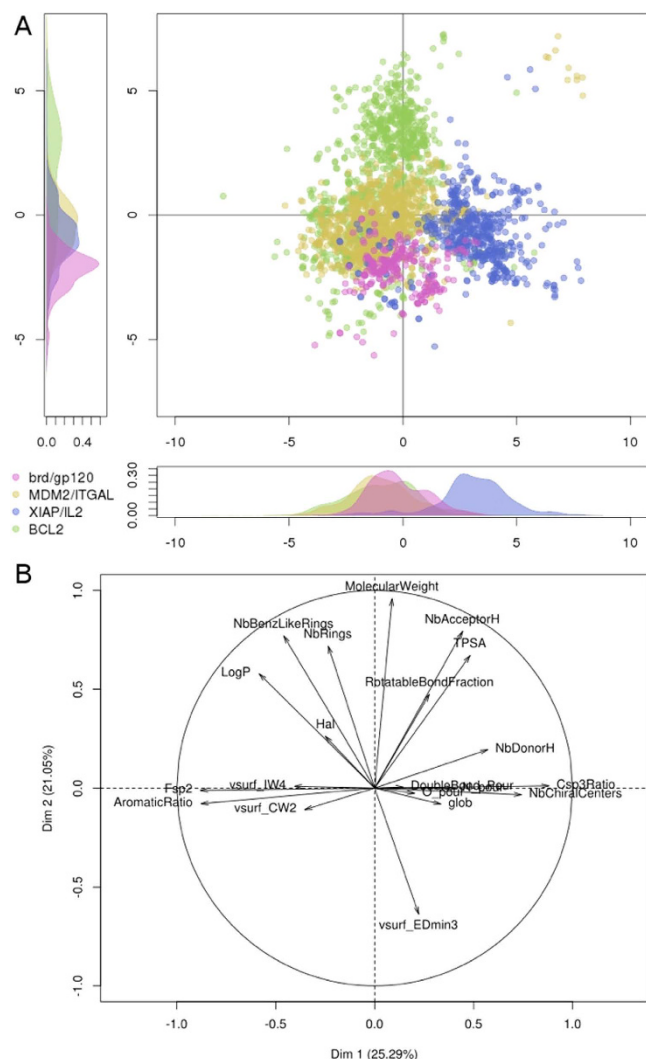 A
5
0
-5
0.0 0.4
5
0
-5
-10 -5 0 5 10
brd/gp120
MDM2/ITGAL
XIAP/IL2
BCL2
0.30
0.00
-10 -5 0 5 10
B
1.0
0.5
0.0
-0.5
-1.0
Dim 2 (21.05%)
MolecularWeight
NbBenzLikeRings
NbRings
NbAcceptorH
TPSA
LogP
RotatableBondFraction
Hal
NbDonorH
Fsp2
vsurf_IW4
Csp3Ratio
AromaticRatio
vsurf_CW2
O_pour
NbChiralCenters
glob
vsurf_EDmin3
-1.0 -0.5 0.0 0.5 1.0
Dim 1 (25.29%)